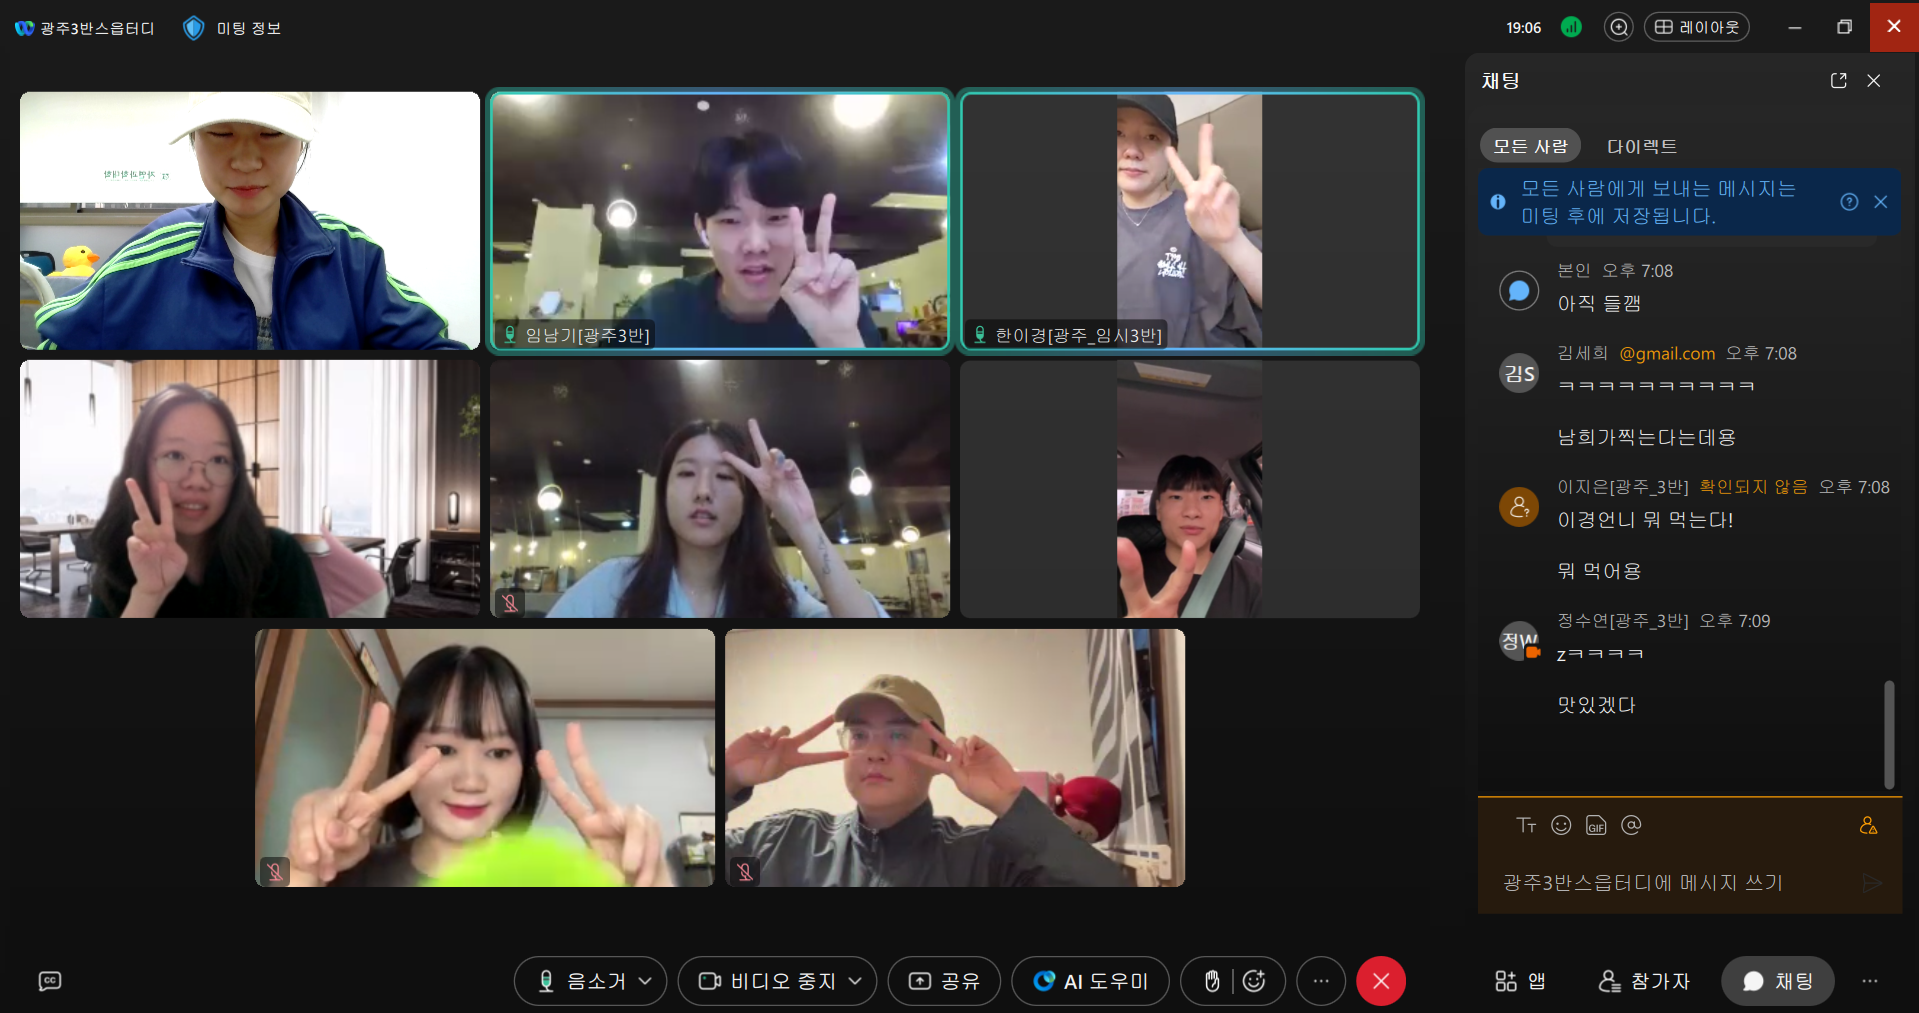 광주3반스읍터디
미팅 정보
19:06
레이아웃
임남기[광주3반]
한이경[광주_임시3반]
채팅
모든 사람
다이렉트
모든 사람에게 보내는 메시지는
미팅 후에 저장됩니다.
본인 오후 7:08
아직 들깸
김S
김세희 @gmail.com 오후 7:08
ㅋㅋㅋㅋㅋㅋㅋㅋㅋㅋ
남희가찍는다는데용
이지은[광주_3반] 확인되지 않음 오후 7:08
이경언니 뭐 먹는다!
뭐 먹어용
정W
정수연[광주_3반] 오후 7:09
zㅋㅋㅋㅋ
맛있겠다
Tт
GIF
@
광주3반스읍터디에 메시지 쓰기
CC
음소거
비디오 중지
공유
AI 도우미
앱
참가자
채팅